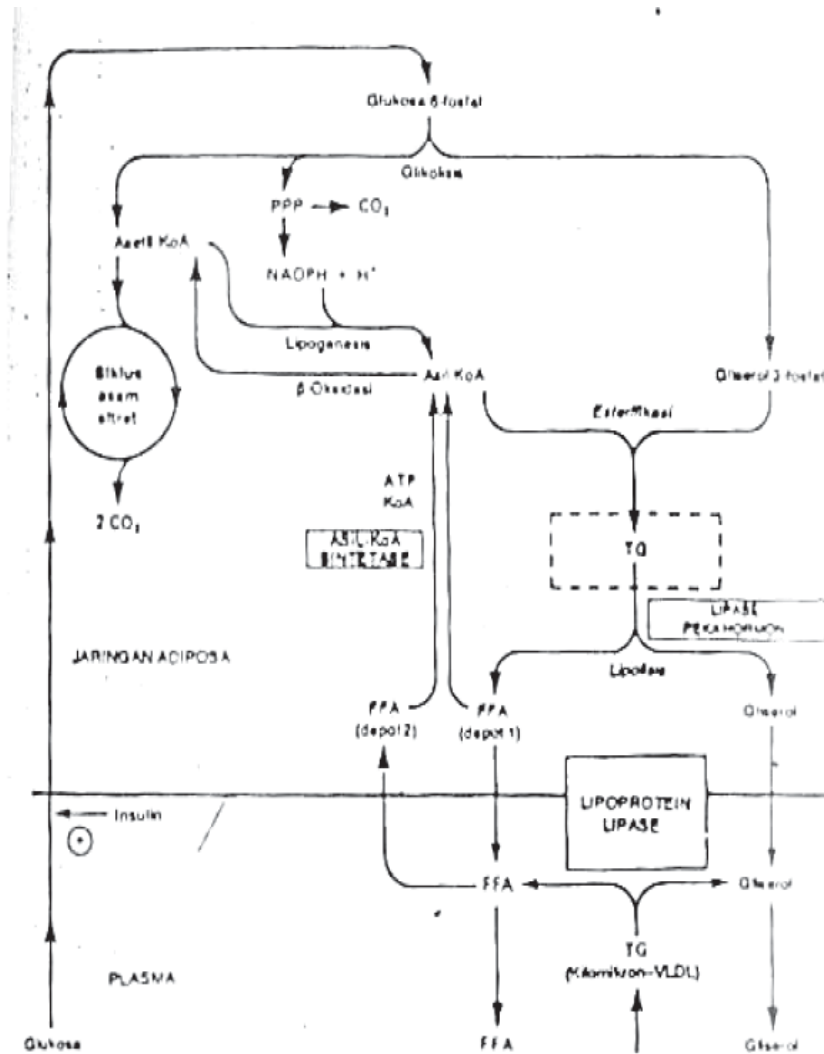 Glukosa 6-fosfat
Glikolisis
PPP → CO₂
Asetil KoA
NADPH + H⁺
Lipogenesis
Asil KoA
Gliserol 3-fosfat
β-Oksidasi
Siklus
asam
sitrat
Esterifikasi
ATP
KoA
2 CO₂
ASIL-KoA
SINTETASE
TG
LIPASE
PEKA HORMON
JARINGAN ADIPOSA
Lipolisis
FFA
(depot 2)
FFA
(depot 1)
Gliserol
LIPOPROTEIN
LIPASE
Insulin
+
FFA
Gliserol
TG
(Kilomikron-VLDL)
PLASMA
Glukosa
FFA
Gliserol